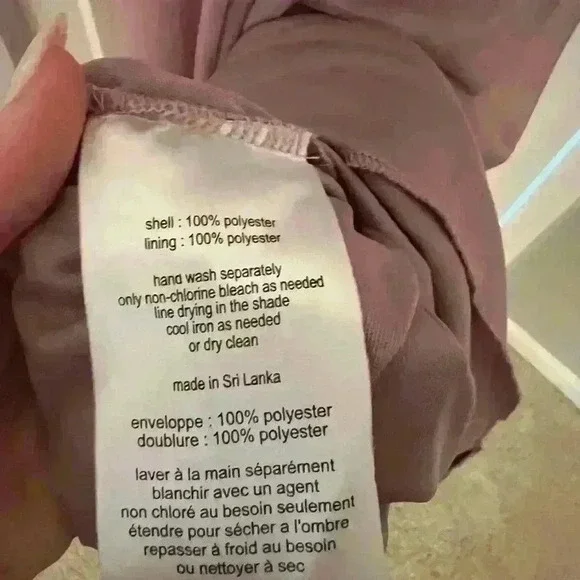 shell : 100% polyester
lining : 100% polyester
hand wash separately
only non-chlorine bleach as needed
line drying in the shade
cool iron as needed
or dry clean
made in Sri Lanka
enveloppe : 100% polyester
doublure : 100% polyester
laver à la main séparément
blanchir avec un agent
non chloré au besoin seulement
étendre pour sécher a l'ombre
repasser à froid au besoin
ou nettoyer à sec